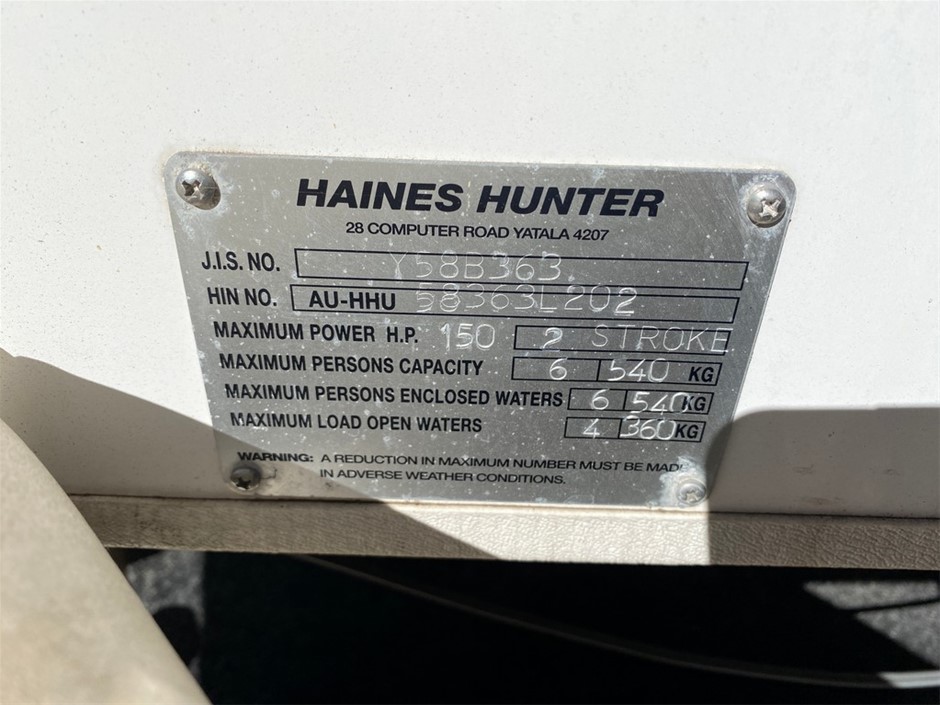 HAINES HUNTER
28 COMPUTER ROAD YATALA 4207
J.I.S. NO. Y58B363
HIN NO. AU-HHU 58363L202
MAXIMUM POWER H.P. 150 2 STROKE
MAXIMUM PERSONS CAPACITY 6 540 KG
MAXIMUM PERSONS ENCLOSED WATERS 6 540 KG
MAXIMUM LOAD OPEN WATERS 4 360 KG
WARNING: A REDUCTION IN MAXIMUM NUMBER MUST BE MADE
IN ADVERSE WEATHER CONDITIONS.